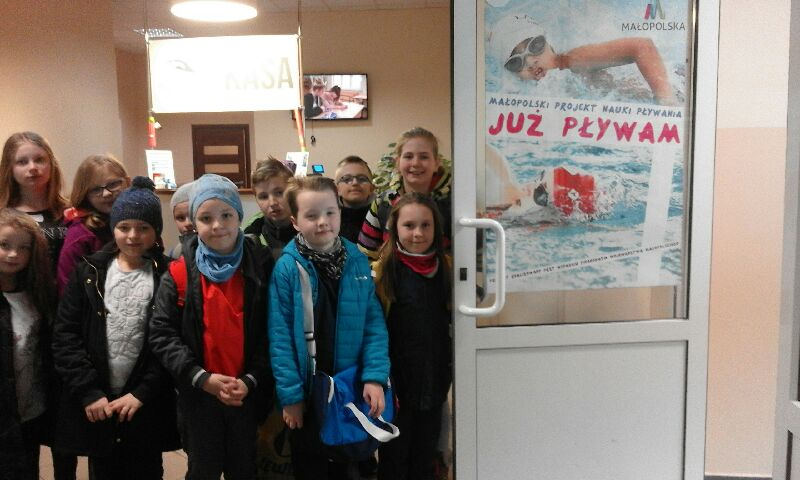 KASA
MAŁOPOLSKA
MAŁOPOLSKI PROJEKT NAUKI PŁYWANIA
JUŻ PŁYWAM